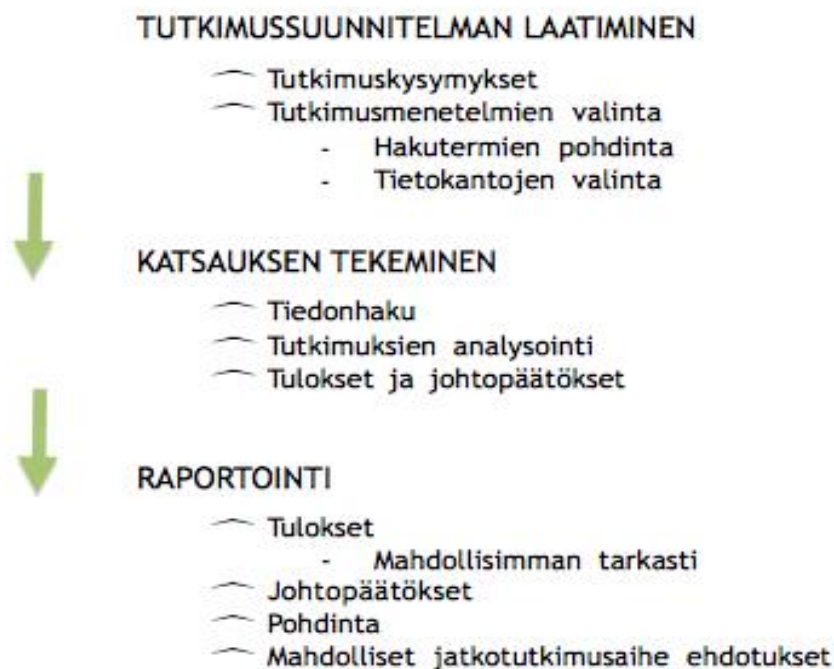 TUTKIMUSSUUNNITELMAN LAATIMINEN
Tutkimuskysymykset
Tutkimusmenetelmien valinta
- Hakutermien pohdinta
- Tietokantojen valinta
KATSAUKSEN TEKEMINEN
Tiedonhaku
Tutkimuksien analysointi
Tulokset ja johtopäätökset
RAPORTOINTI
Tulokset
- Mahdollisimman tarkasti
Johtopäätökset
Pohdinta
Mahdolliset jatkotutkimusaihe ehdotukset